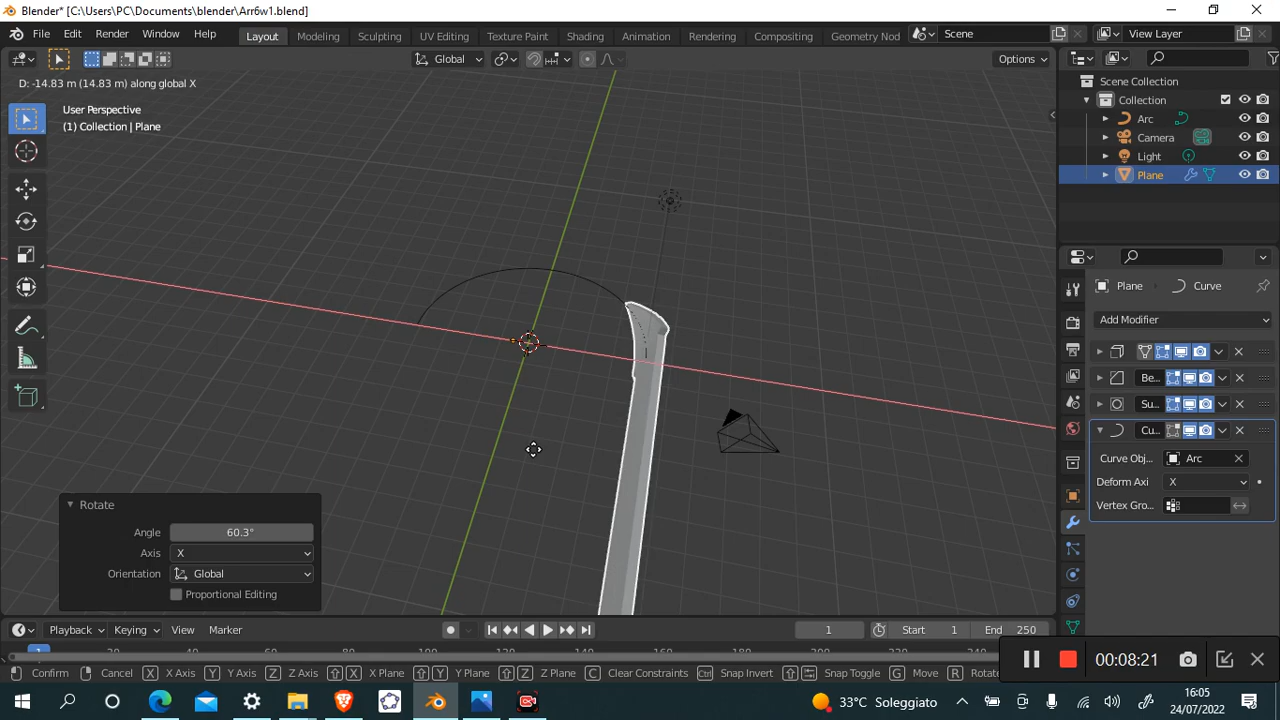 Blender* [C:\Users\PC\Documents\blender\Arr6w1.blend]
File Edit Render Window Help Layout Modeling Sculpting UV Editing Texture Paint Shading Animation Rendering Compositing Geometry Nod Scene View Layer
Global Options
D: -14.83 m (14.83 m) along global X
User Perspective
(1) Collection | Plane
Scene Collection
Collection
Arc
Camera
Light
Plane
Plane Curve
Add Modifier
Be...
Su...
Cu...
Curve Obj... Arc
Deform Axi X
Vertex Gro...
Rotate
Angle 60.3°
Axis X
Orientation Global
Proportional Editing
Playback Keying View Marker 1 Start 1 End 250
1
Confirm Cancel X X Axis Y Y Axis Z Z Axis X X Plane Y Y Plane Z Z Plane C Clear Constraints Ctrl Snap Invert Snap Toggle G Move R Rotat
00:08:21
33°C Soleggiato 16:05
24/07/2022